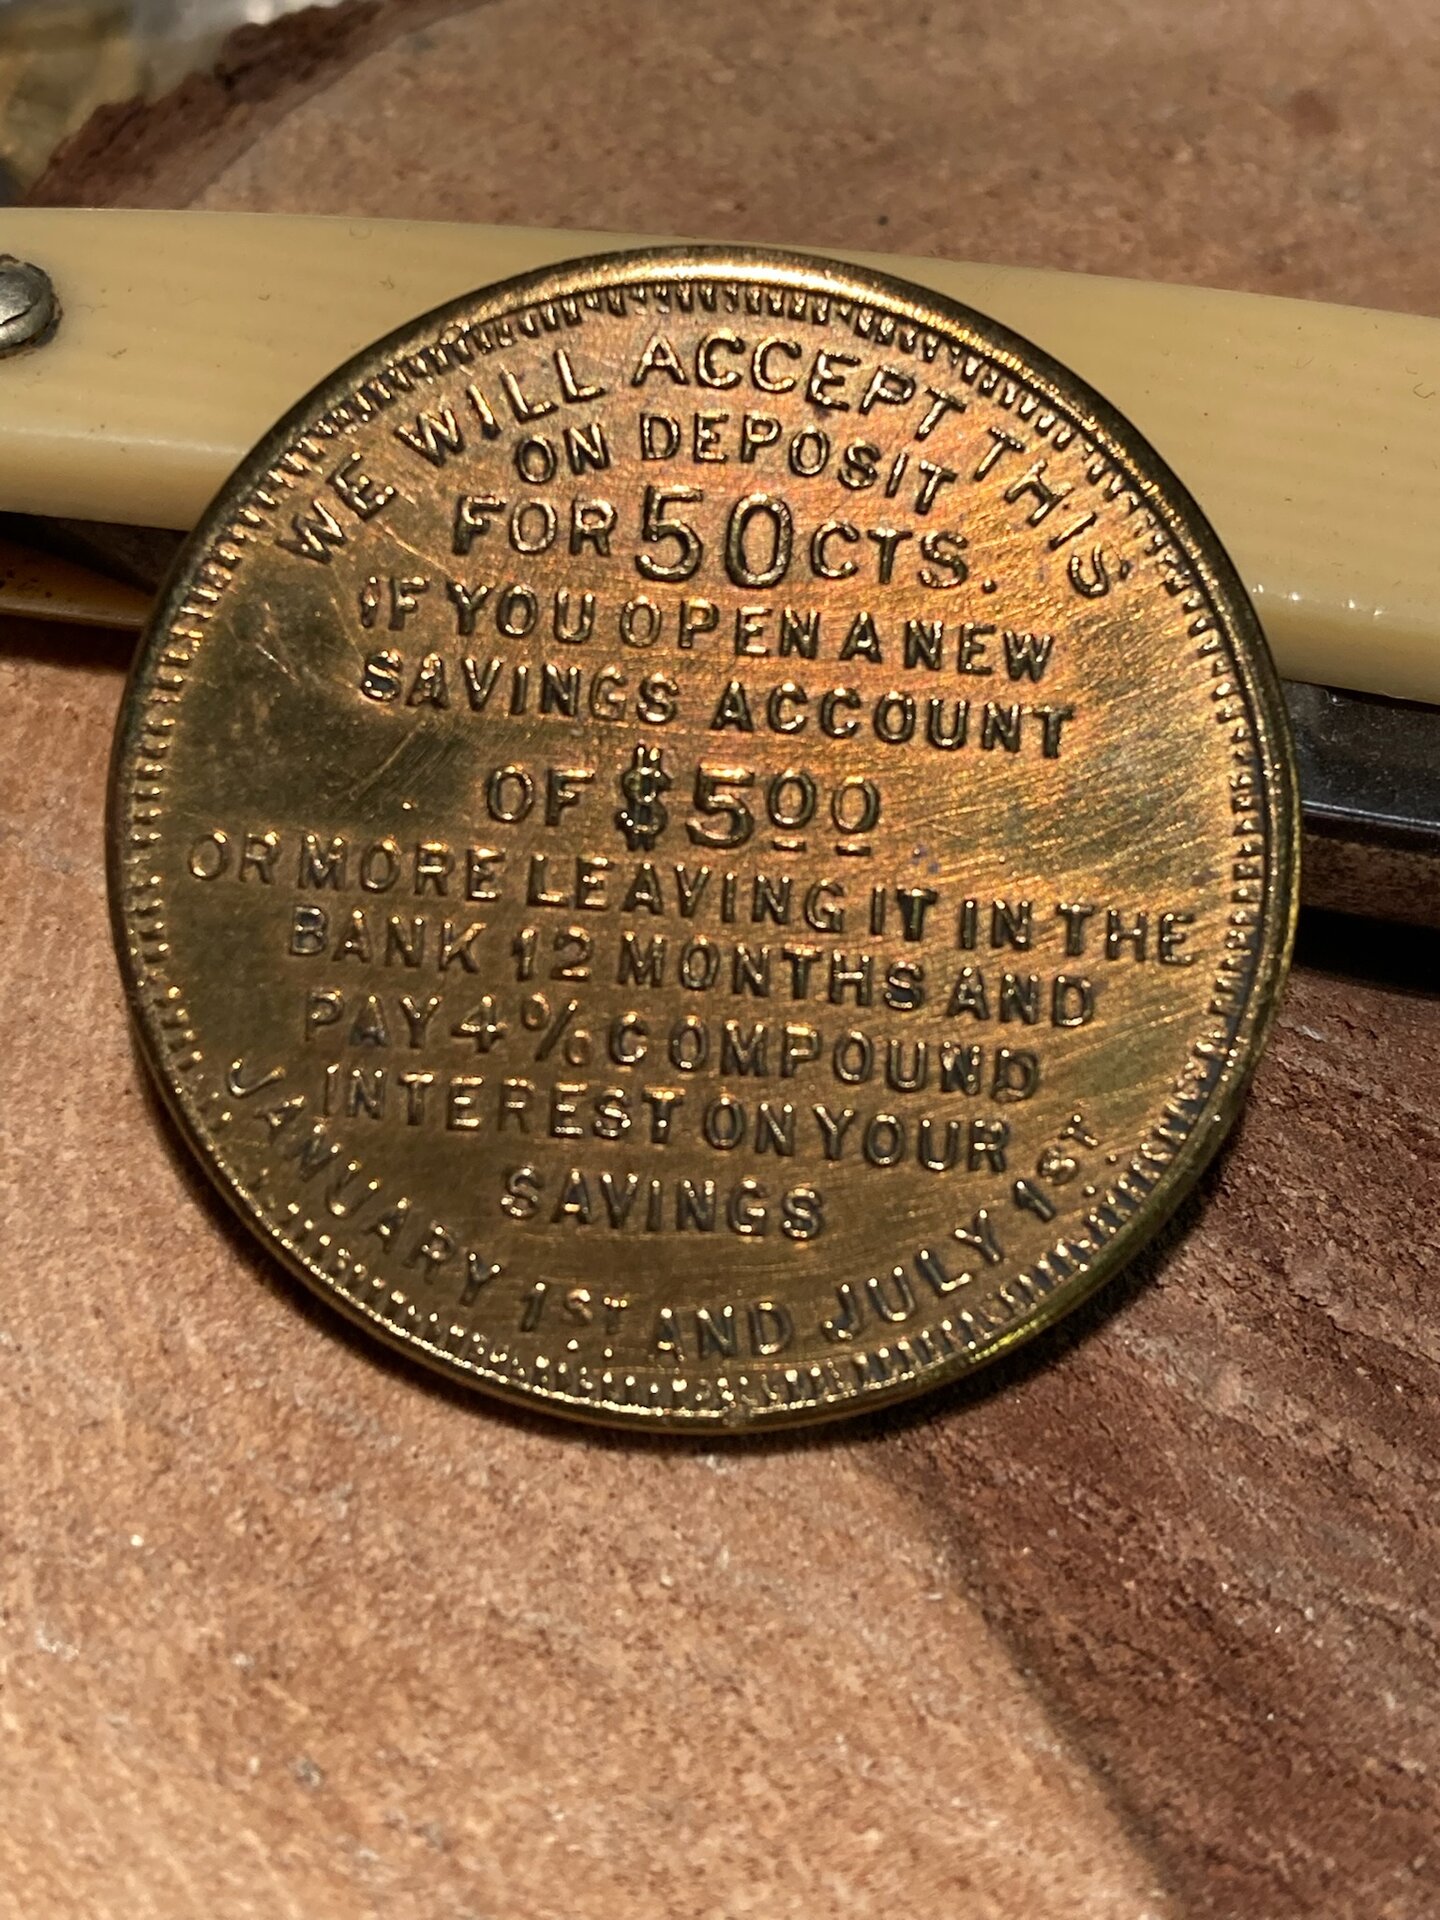 WE WILL ACCEPT THIS
ON DEPOSIT
FOR 50 CTS.
IF YOU OPEN A NEW
SAVINGS ACCOUNT
OF $5.00
OR MORE LEAVING IT IN THE
BANK 12 MONTHS AND
PAY 4% COMPOUND
INTEREST ON YOUR
SAVINGS
JANUARY 1ST AND JULY 1ST.